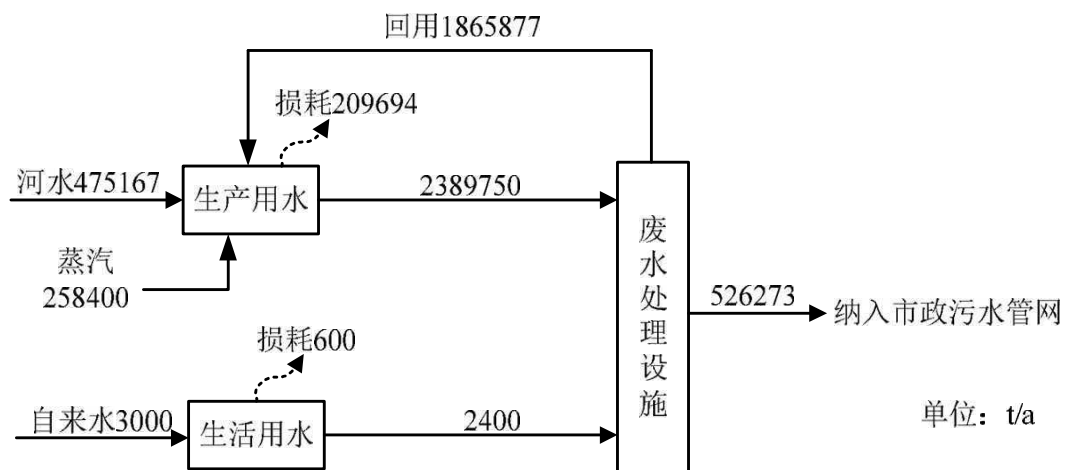 回用1865877
损耗209694
河水475167
生产用水
2389750
蒸汽
258400
废水处理设施
526273
纳入市政污水管网
损耗600
自来水3000
生活用水
2400
单位：t/a